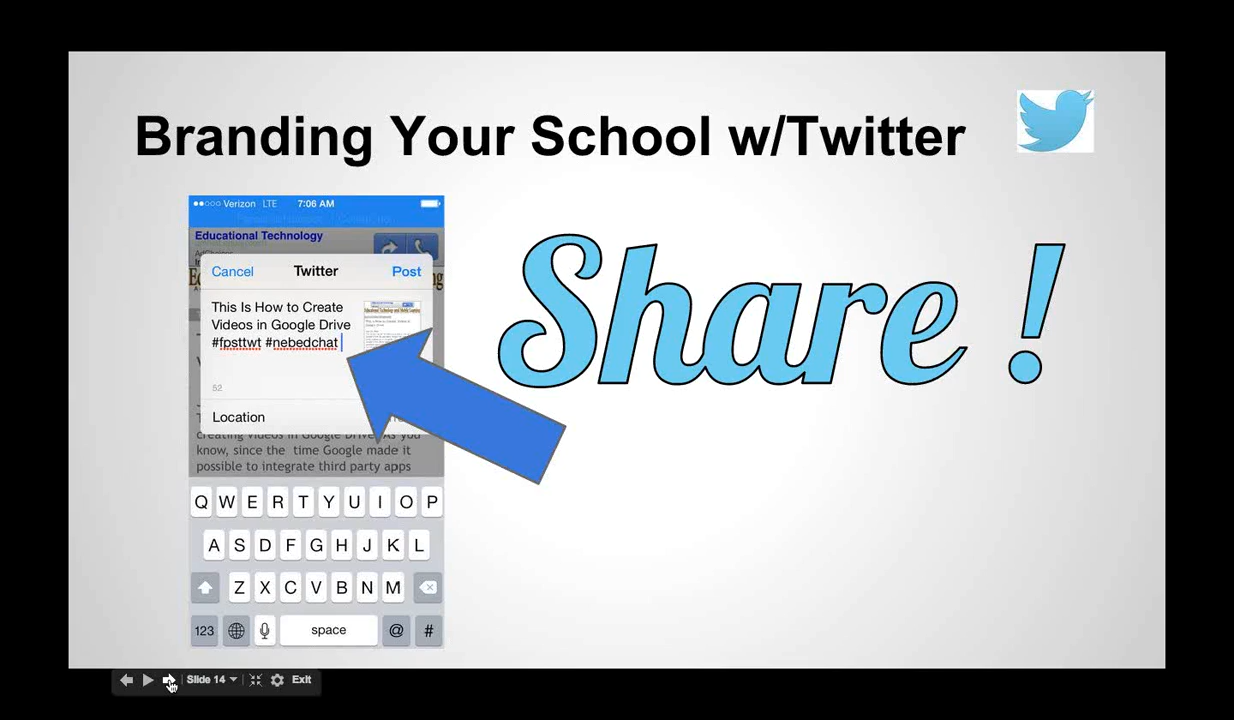 Branding Your School w/Twitter
Verizon LTE 7:06 AM
Educational Technology
Cancel Twitter Post
This Is How to Create
Videos in Google Drive
#fpsttwt #nebedchat
52
Location
creating videos in Google Drive. As you
know, since the time Google made it
possible to integrate third party apps
Share !
Q W E R T Y U I O P
A S D F G H J K L
Z X C V B N M
123 space @ #
Slide 14 Exit